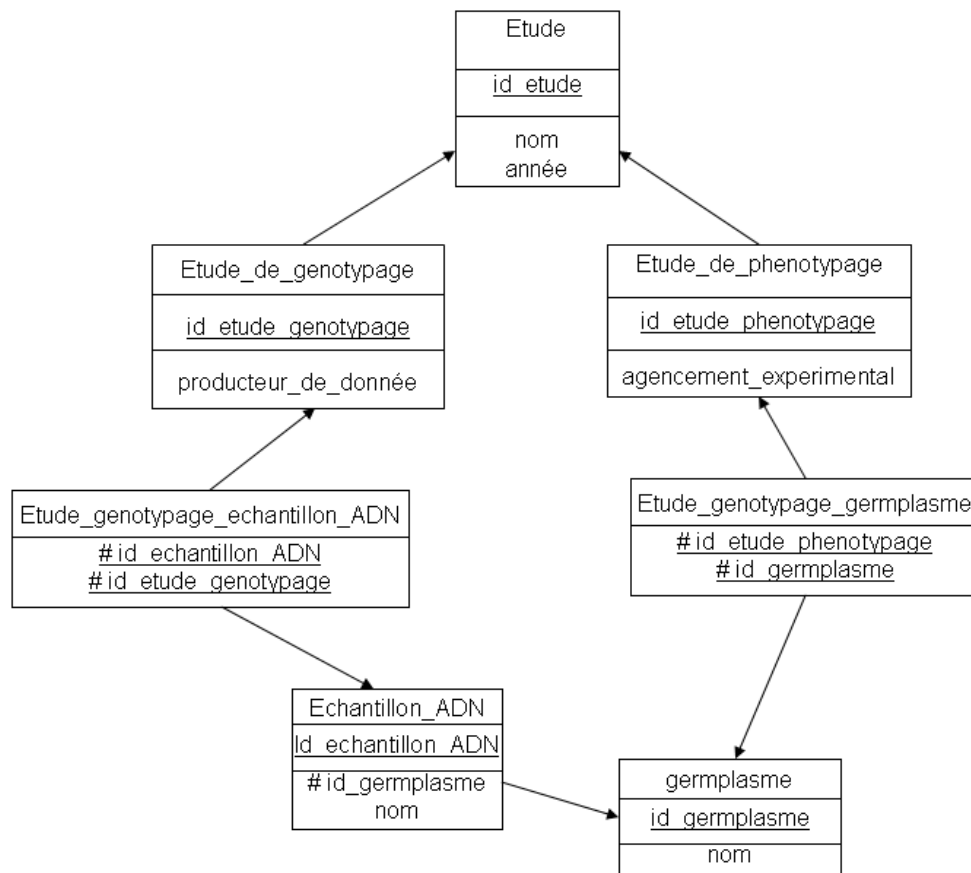 Etude
id_etude
nom
année
Etude_de_genotypage
id_etude_genotypage
producteur_de_donnée
Etude_de_phenotypage
id_etude_phenotypage
agencement_experimental
Etude_genotypage_echantillon_ADN
# id_echantillon_ADN
# id_etude_genotypage
Etude_genotypage_germplasme
# id_etude_phenotypage
# id_germplasme
Echantillon_ADN
Id_echantillon_ADN
# id_germplasme
nom
germplasme
id_germplasme
nom